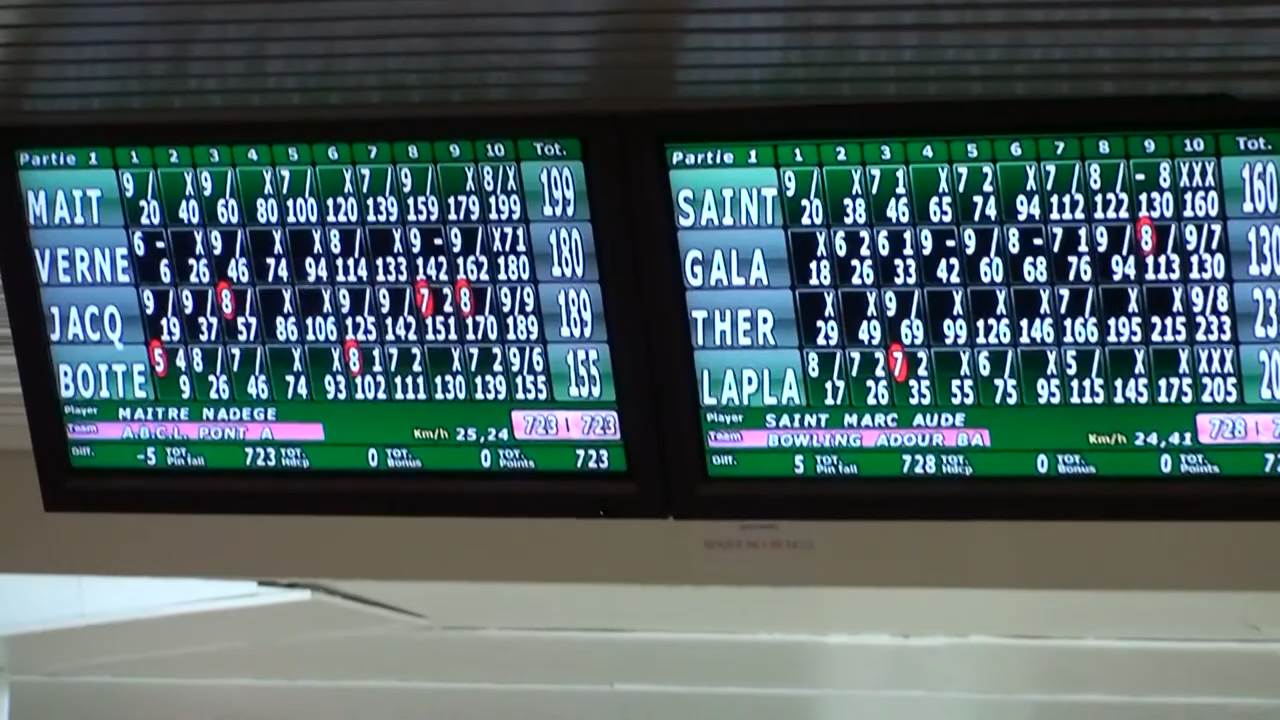 Partie 1 1 2 3 4 5 6 7 8 9 10 Tot.
MAIT 9 / X 9 / X 7 / X 7 / 9 / X 8/X 199
20 40 60 80 100 120 139 159 179 199
VERNE 6 - X 9 / X X 8 / X 9 - 9 / X71 180
6 26 46 74 94 114 133 142 162 180
JACQ 9 / 9 / 8 / X X 9 / 9 / 7 2 8 / 9/9 189
19 37 57 86 106 125 142 151 170 189
BOITE 5 4 8 / 7 / X X 8 1 7 2 X 7 2 9/6 155
9 26 46 74 93 102 111 130 139 155
Player MAITRE NADEGE
Team A.B.C.L. PONT A Km/h 25,24 723 | 723
Diff. -5 TOT. Pin fall 723 TOT. Hdcp 0 TOT. Bonus 0 TOT. Points 723
Partie 1 1 2 3 4 5 6 7 8 9 10 Tot.
SAINT 9 / X 7 1 X 7 2 X 7 / 8 / - 8 XXX 160
20 38 46 65 74 94 112 122 130 160
GALA X 6 2 6 1 9 - 9 / 8 - 7 1 9 / 8 / 9/7 130
18 26 33 42 60 68 76 94 113 130
THER X X 9 / X X X 7 / X X 9/8
29 49 69 99 126 146 166 195 215 233
LAPLA 8 / 7 2 7 2 X 6 / X 5 / X X XXX
17 26 35 55 75 95 115 145 175 205
Player SAINT MARC AUDE
Team BOWLING ADOUR BA Km/h 24,41 728 |
Diff. 5 TOT. Pin fall 728 TOT. Hdcp 0 TOT. Bonus 0 TOT. Points